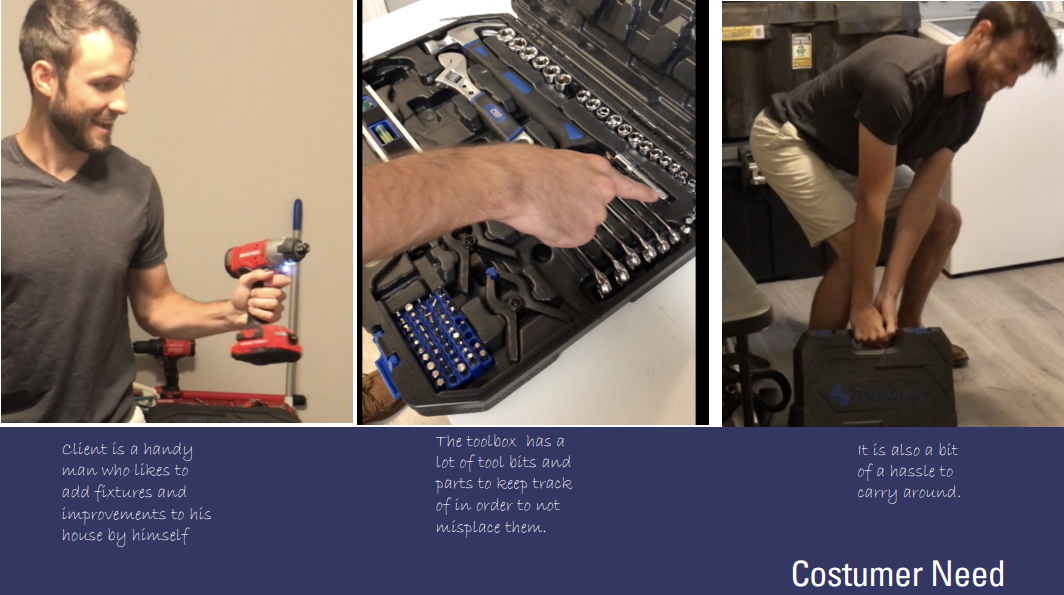 Client is a handy
man who likes to
add fixtures and
improvements to his
house by himself
The toolbox has a
lot of tool bits and
parts to keep track
of in order to not
misplace them.
It is also a bit
of a hassle to
carry around.
Costumer Need